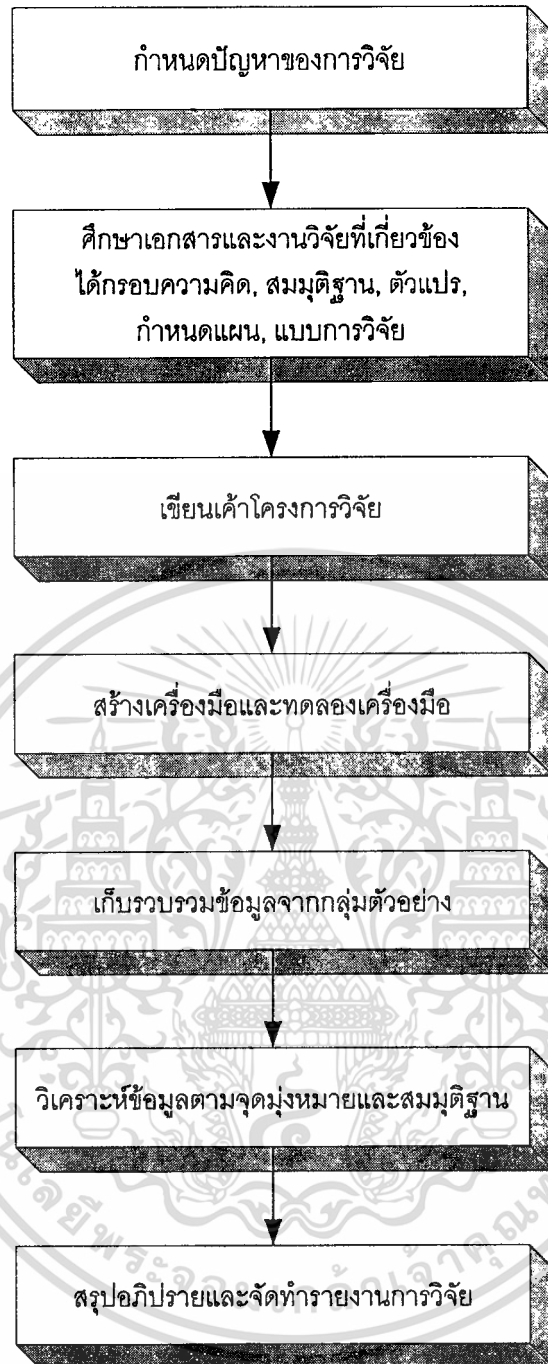 กำหนดปัญหาของการวิจัย
ศึกษาเอกสารและงานวิจัยที่เกี่ยวข้อง
ได้กรอบความคิด, สมมุติฐาน, ตัวแปร,
กำหนดแผน, แบบการวิจัย
เขียนเค้าโครงการวิจัย
สร้างเครื่องมือและทดลองเครื่องมือ
เก็บรวบรวมข้อมูลจากกลุ่มตัวอย่าง
วิเคราะห์ข้อมูลตามจุดมุ่งหมายและสมมุติฐาน
สรุปอภิปรายและจัดทำรายงานการวิจัย